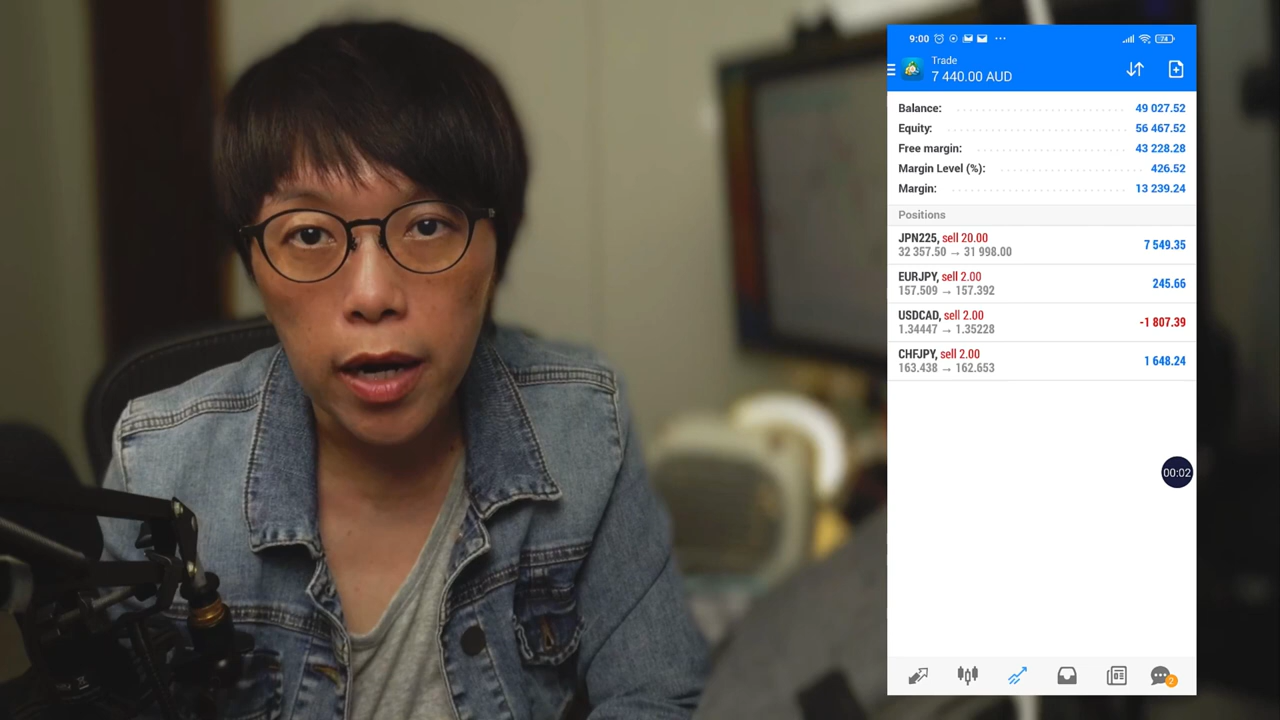 9:00
74
Trade
7 440.00 AUD
Balance: 49 027.52
Equity: 56 467.52
Free margin: 43 228.28
Margin Level (%): 426.52
Margin: 13 239.24
Positions
JPN225, sell 20.00
32 357.50 → 31 998.00 7 549.35
EURJPY, sell 2.00
157.509 → 157.392 245.66
USDCAD, sell 2.00
1.34447 → 1.35228 -1 807.39
CHFJPY, sell 2.00
163.438 → 162.653 1 648.24
00:02
2